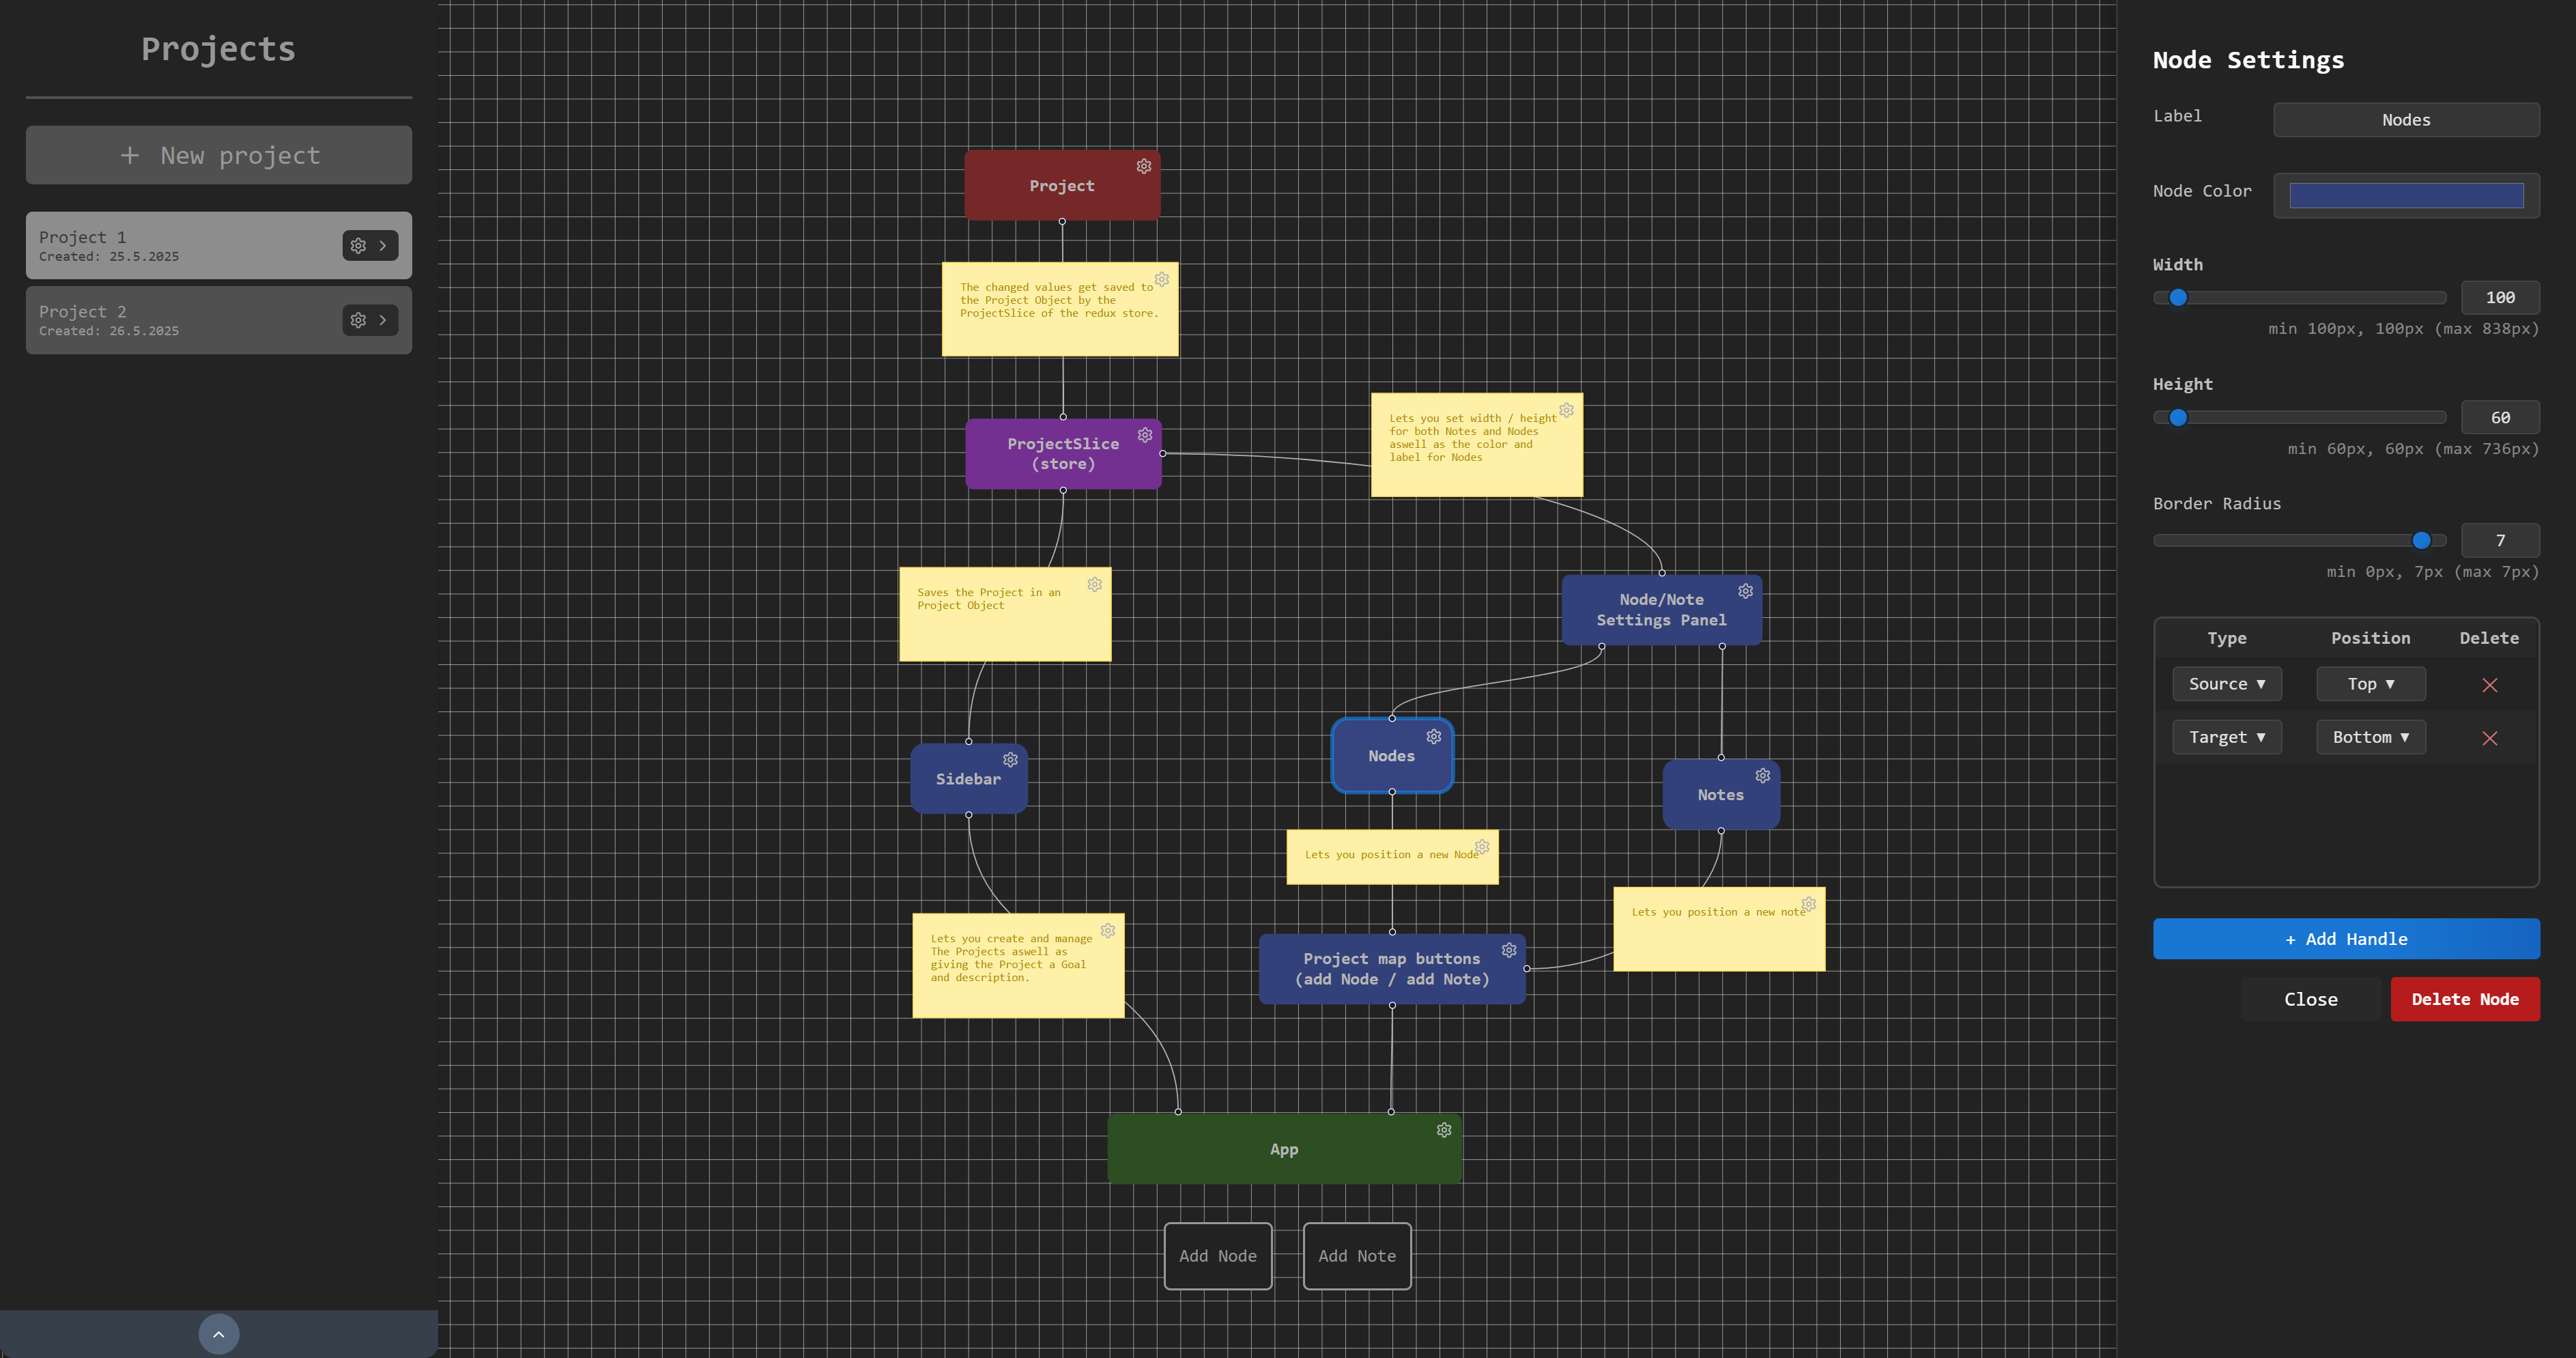 Projects
+ New project
Project 1
Created: 25.5.2025
Project 2
Created: 26.5.2025
Project
The changed values get saved to
the Project Object by the
ProjectSlice of the redux store.
ProjectSlice
(store)
Lets you set width / height
for both Notes and Nodes
aswell as the color and
label for Nodes
Saves the Project in an
Project Object
Node/Note
Settings Panel
Sidebar
Nodes
Notes
Lets you position a new Node
Lets you position a new note
Lets you create and manage
The Projects aswell as
giving the Project a Goal
and description.
Project map buttons
(add Node / add Note)
App
Add Node
Add Note
Node Settings
Label
Nodes
Node Color
Width
100
min 100px, 100px (max 838px)
Height
60
min 60px, 60px (max 736px)
Border Radius
7
min 0px, 7px (max 7px)
Type Position Delete
Source ▼ Top ▼
Target ▼ Bottom ▼
+ Add Handle
Close
Delete Node